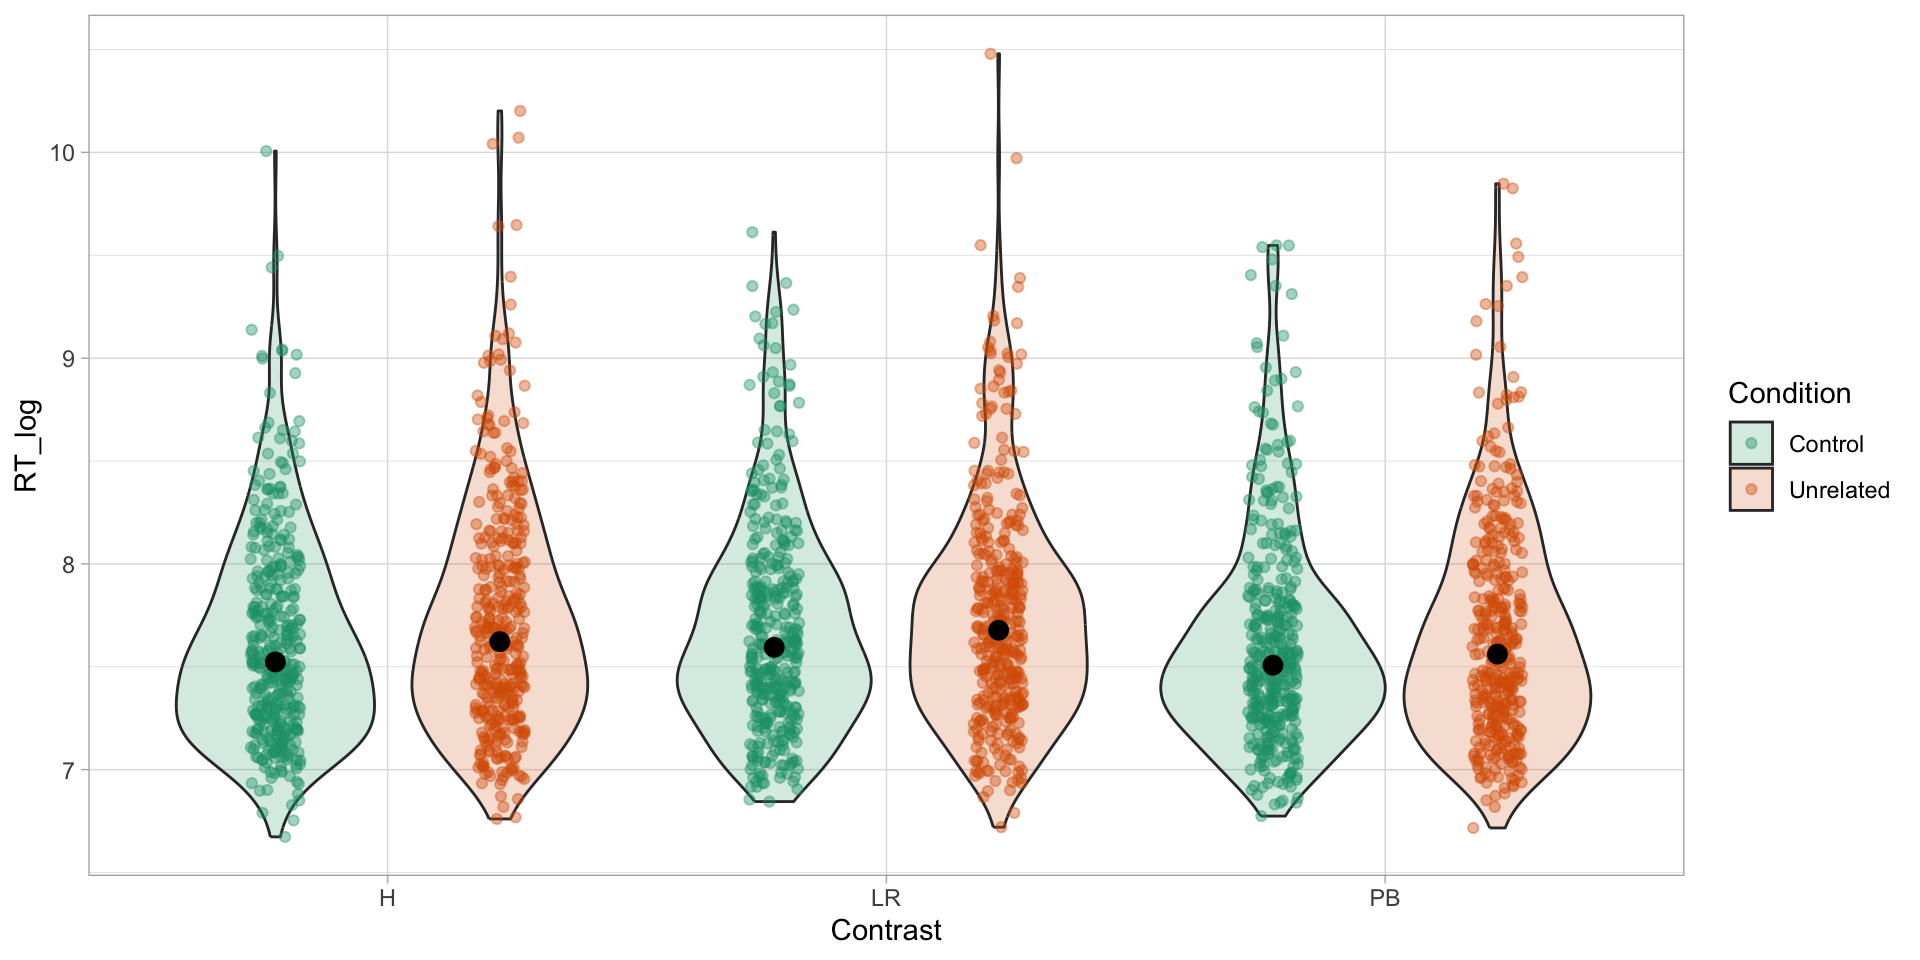 RT_log
10
9
8
7
H
LR
PB
Contrast
Condition
Control
Unrelated